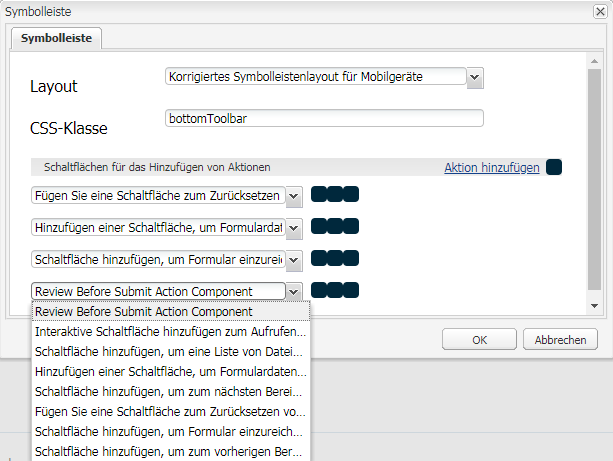 Symbolleiste
Symbolleiste
Layout
Korrigiertes Symbolleistenlayout für Mobilgeräte
CSS-Klasse
bottomToolbar
Schaltflächen für das Hinzufügen von Aktionen
Aktion hinzufügen
Fügen Sie eine Schaltfläche zum Zurücksetzen
Hinzufügen einer Schaltfläche, um Formulardat
Schaltfläche hinzufügen, um Formular einzureic
Review Before Submit Action Component
Review Before Submit Action Component
Interaktive Schaltfläche hinzufügen zum Aufrufen...
Schaltfläche hinzufügen, um eine Liste von Datei...
Hinzufügen einer Schaltfläche, um Formulardaten...
Schaltfläche hinzufügen, um zum nächsten Berei...
Fügen Sie eine Schaltfläche zum Zurücksetzen vo...
Schaltfläche hinzufügen, um Formular einzureich...
Schaltfläche hinzufügen, um zum vorherigen Ber...
OK
Abbrechen